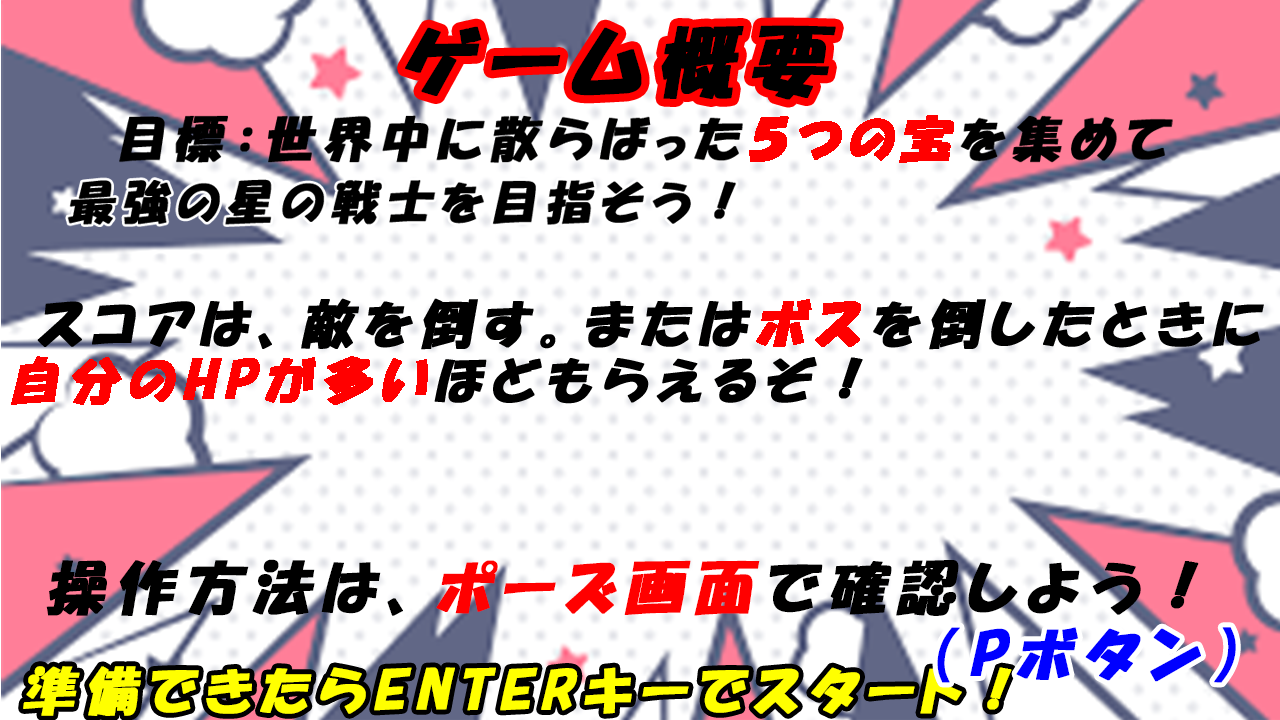 ゲーム概要
目標：世界中に散らばった５つの宝を集めて
最強の星の戦士を目指そう！
スコアは、敵を倒す。またはボスを倒したときに
自分のHPが多いほどもらえるぞ！
操作方法は、ポーズ画面で確認しよう！
（Pボタン）
準備できたらENTERキーでスタート！